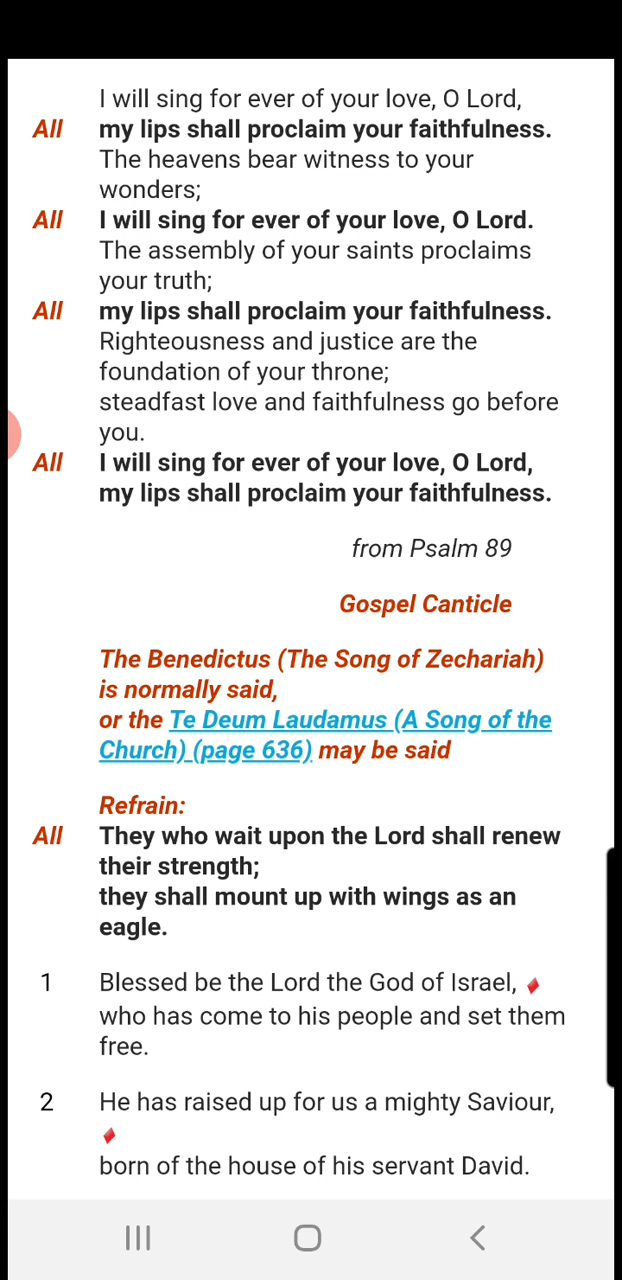 I will sing for ever of your love, O Lord,
All my lips shall proclaim your faithfulness.
The heavens bear witness to your
wonders;
All I will sing for ever of your love, O Lord.
The assembly of your saints proclaims
your truth;
All my lips shall proclaim your faithfulness.
Righteousness and justice are the
foundation of your throne;
steadfast love and faithfulness go before
you.
All I will sing for ever of your love, O Lord,
my lips shall proclaim your faithfulness.
from Psalm 89
Gospel Canticle
The Benedictus (The Song of Zechariah)
is normally said,
or the Te Deum Laudamus (A Song of the
Church) (page 636) may be said
Refrain:
All They who wait upon the Lord shall renew
their strength;
they shall mount up with wings as an
eagle.
1 Blessed be the Lord the God of Israel, ♦
who has come to his people and set them
free.
2 He has raised up for us a mighty Saviour,
♦
born of the house of his servant David.